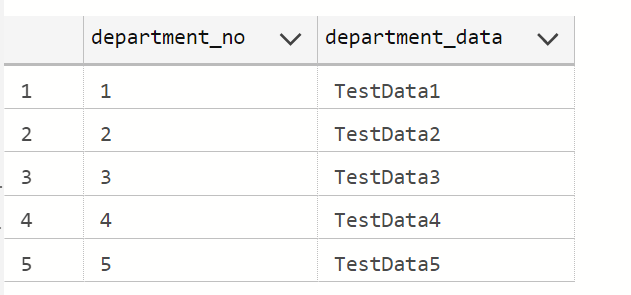 department_no department_data
1 1 TestData1
2 2 TestData2
3 3 TestData3
4 4 TestData4
5 5 TestData5